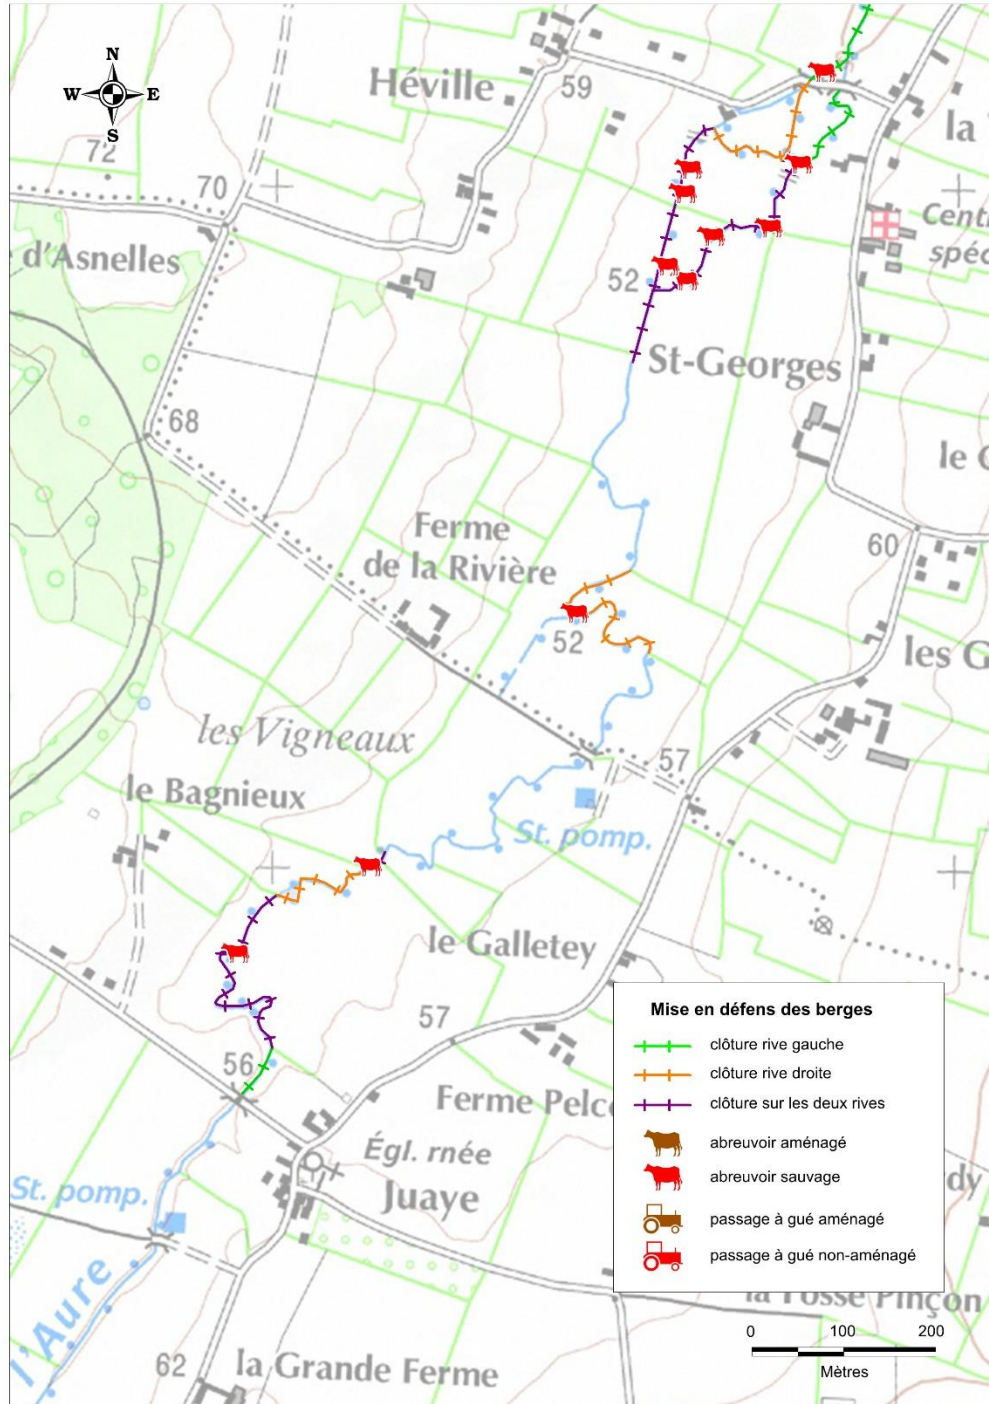 N
W E
S
Héville
59
la
72
70
Cent
spéc
d'Asnelles
52
St-Georges
68
le G
Ferme
de la Rivière
60
52
les G
les Vigneaux
57
le Bagnieux
St. pomp.
le Galletey
57
56
Ferme Pelc
Égl. rnée
Juaye
St. pomp.
dy
l'Aure
la Fosse Pinçon
62
la Grande Ferme
Mise en défens des berges
clôture rive gauche
clôture rive droite
clôture sur les deux rives
abreuvoir aménagé
abreuvoir sauvage
passage à gué aménagé
passage à gué non-aménagé
0 100 200
Mètres